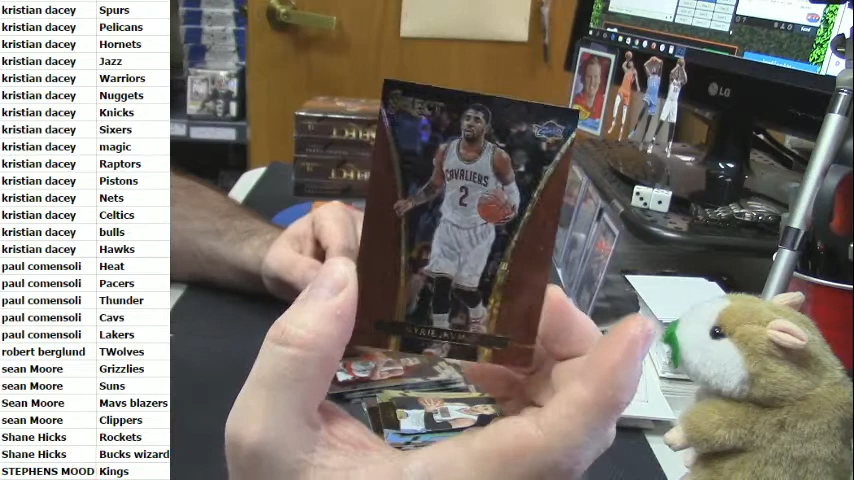 kristian dacey Spurs
kristian dacey Pelicans
kristian dacey Hornets
kristian dacey Jazz
kristian dacey Warriors
kristian dacey Nuggets
kristian dacey Knicks
kristian dacey Sixers
kristian dacey magic
kristian dacey Raptors
kristian dacey Pistons
kristian dacey Nets
kristian dacey Celtics
kristian dacey bulls
kristian dacey Hawks
paul comensoli Heat
paul comensoli Pacers
paul comensoli Thunder
paul comensoli Cavs
paul comensoli Lakers
robert berglund TWolves
sean Moore Grizzlies
sean Moore Suns
Sean Moore Mavs blazers
sean Moore Clippers
Shane Hicks Rockets
Shane Hicks Bucks wizard
STEPHENS MOOD Kings
SELECT
CAVALIERS
2
LG